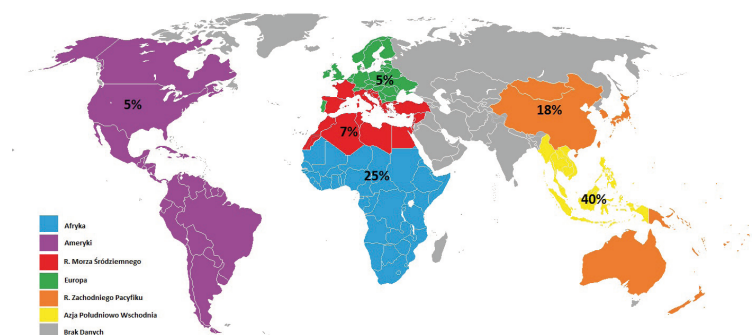 5%
5%
7%
18%
25%
40%
Afryka
Ameryki
R. Morza Śródziemnego
Europa
R. Zachodniego Pacyfiku
Azja Południowo Wschodnia
Brak Danych